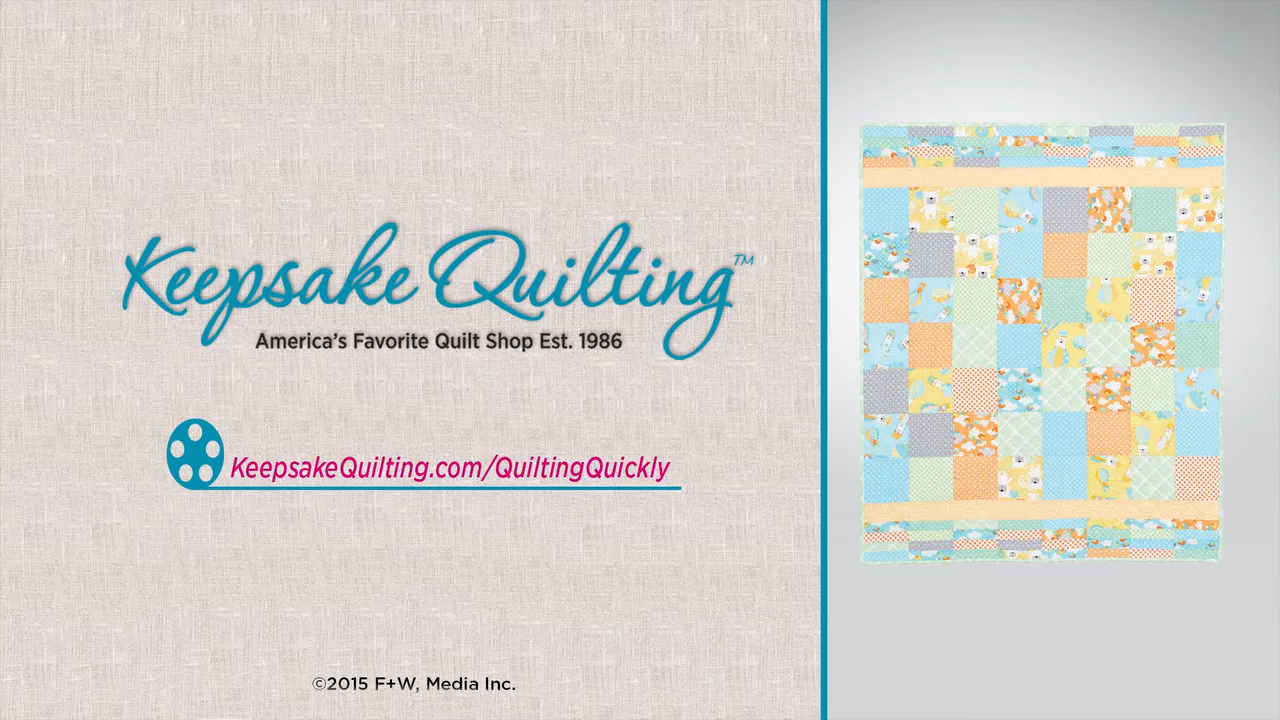 Keepsake Quilting™
America's Favorite Quilt Shop Est. 1986
KeepsakeQuilting.com/QuiltingQuickly
©2015 F+W, Media Inc.